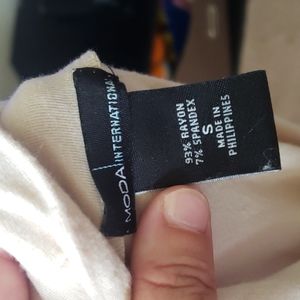 MODA INTERNATIONAL
93% RAYON
7% SPANDEX
S
MADE IN
PHILIPPINES